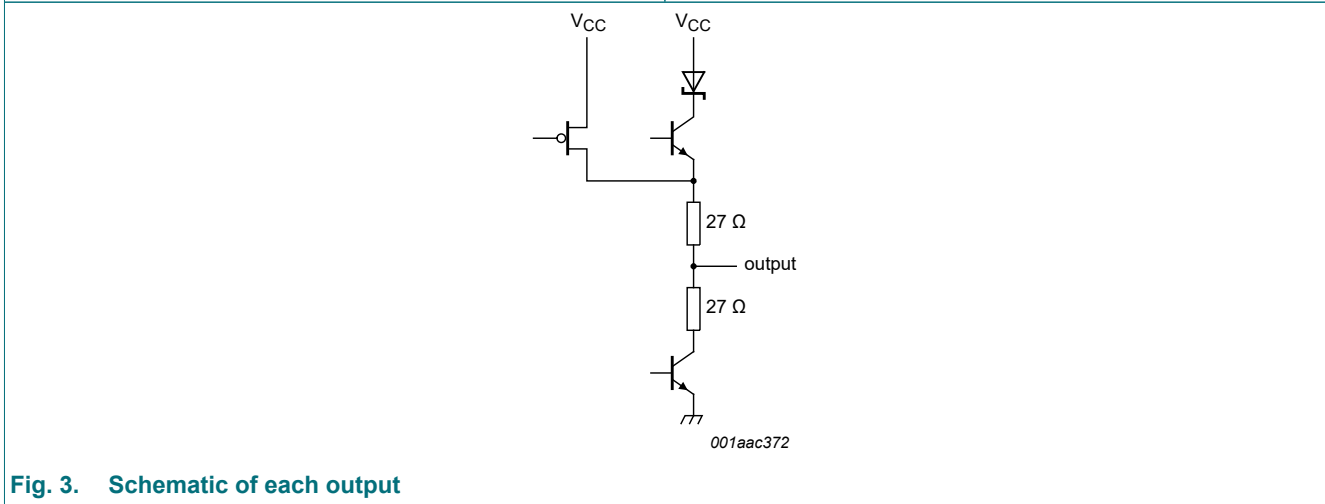 VCC VCC
27 Ω
output
27 Ω
001aac372
Fig. 3. Schematic of each output